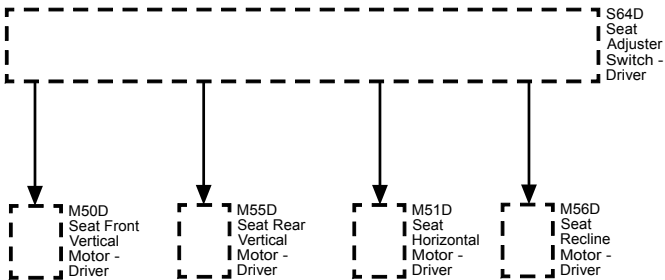 S64D
Seat
Adjuster
Switch -
Driver
M50D
Seat Front
Vertical
Motor -
Driver
M55D
Seat Rear
Vertical
Motor -
Driver
M51D
Seat
Horizontal
Motor -
Driver
M56D
Seat
Recline
Motor -
Driver